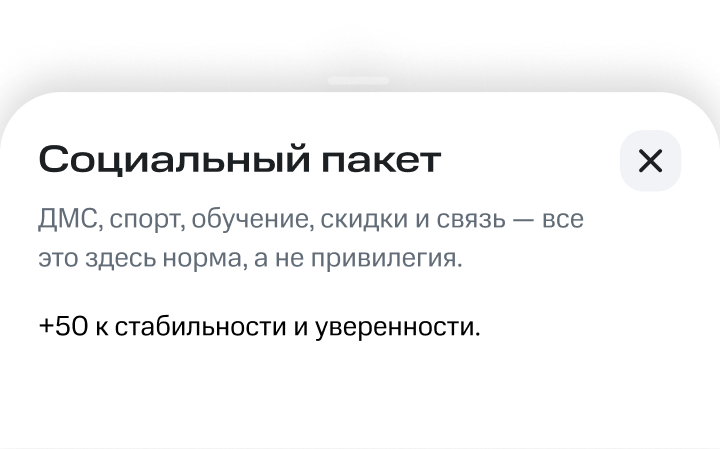 Социальный пакет
ДМС, спорт, обучение, скидки и связь — все
это здесь норма, а не привилегия.
+50 к стабильности и уверенности.